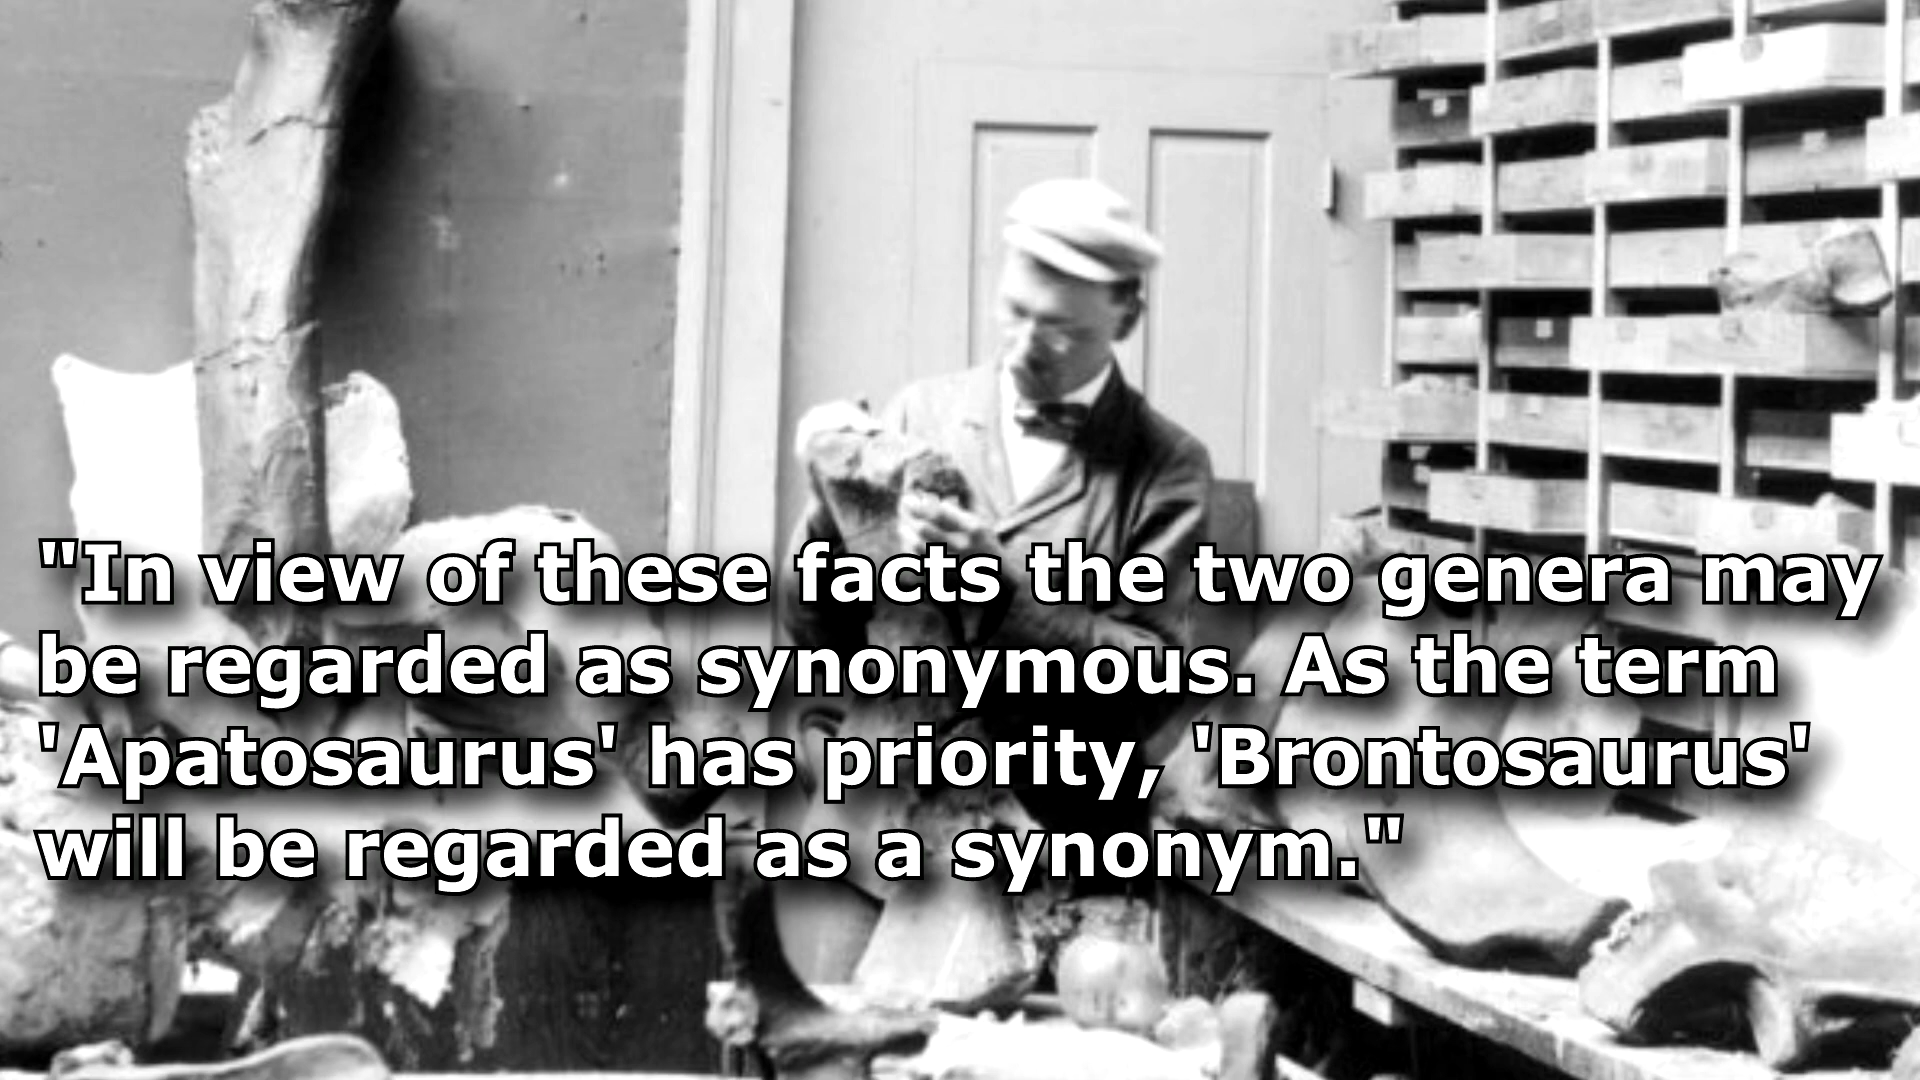 "In view of these facts the two genera may
be regarded as synonymous. As the term
'Apatosaurus' has priority, 'Brontosaurus'
will be regarded as a synonym."